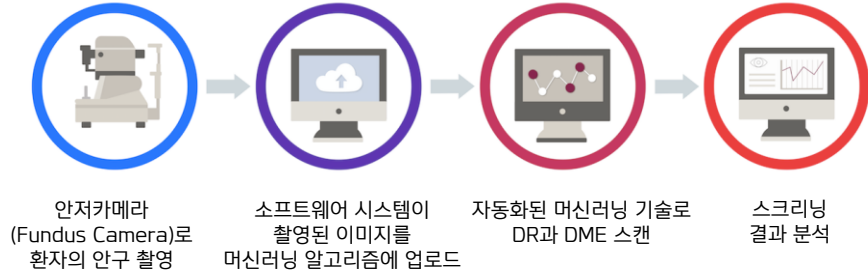 안저카메라
(Fundus Camera)로
환자의 안구 촬영
소프트웨어 시스템이
촬영된 이미지를
머신러닝 알고리즘에 업로드
자동화된 머신러닝 기술로
DR과 DME 스캔
스크리닝
결과 분석